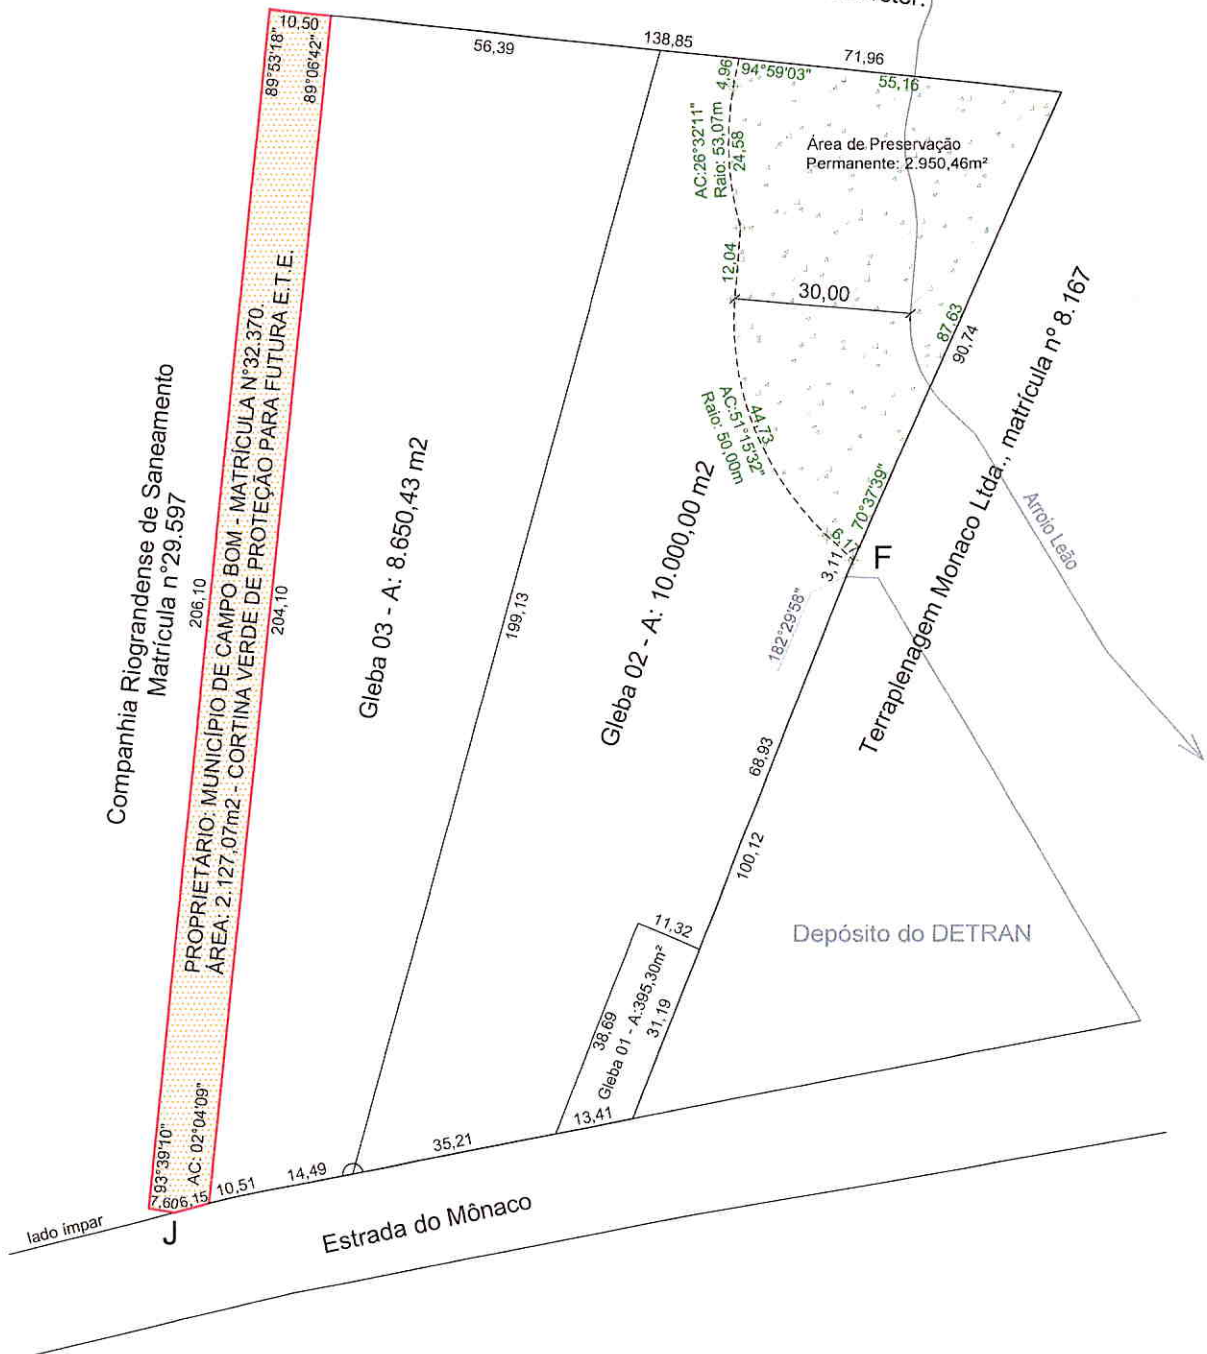 10,50
89°53'18"
89°06'42"
56,39
138,85
71,96
4,96
94°59'03"
55,16
AC:26°32'11"
Raio: 53,07m
24,58
Área de Preservação
Permanente: 2.950,46m²
12,04
30,00
87,63
90,74
44,73
AC:51°15'32"
Raio: 50,00m
70°37'39"
6,17
3,11
F
182°29'58"
Arroio Leão
Terraplenagem Monaco Ltda., matrícula nº 8.167
Companhia Riograndense de Saneamento
Matrícula n°29.597
206,10
PROPRIETÁRIO: MUNICÍPIO DE CAMPO BOM - MATRÍCULA N°32.370.
ÁREA: 2.127,07m2 - CORTINA VERDE DE PROTEÇÃO PARA FUTURA E.T.E.
204,10
Gleba 03 - A: 8.650,43 m2
199,13
Gleba 02 - A: 10.000,00 m2
68,93
100,12
Depósito do DETRAN
11,32
38,69
Gleba 01 - A:395,30m²
31,19
13,41
35,21
14,49
10,51
93°39'10"
AC: 02°04'09"
7,60
6,15
J
lado ímpar
Estrada do Mônaco